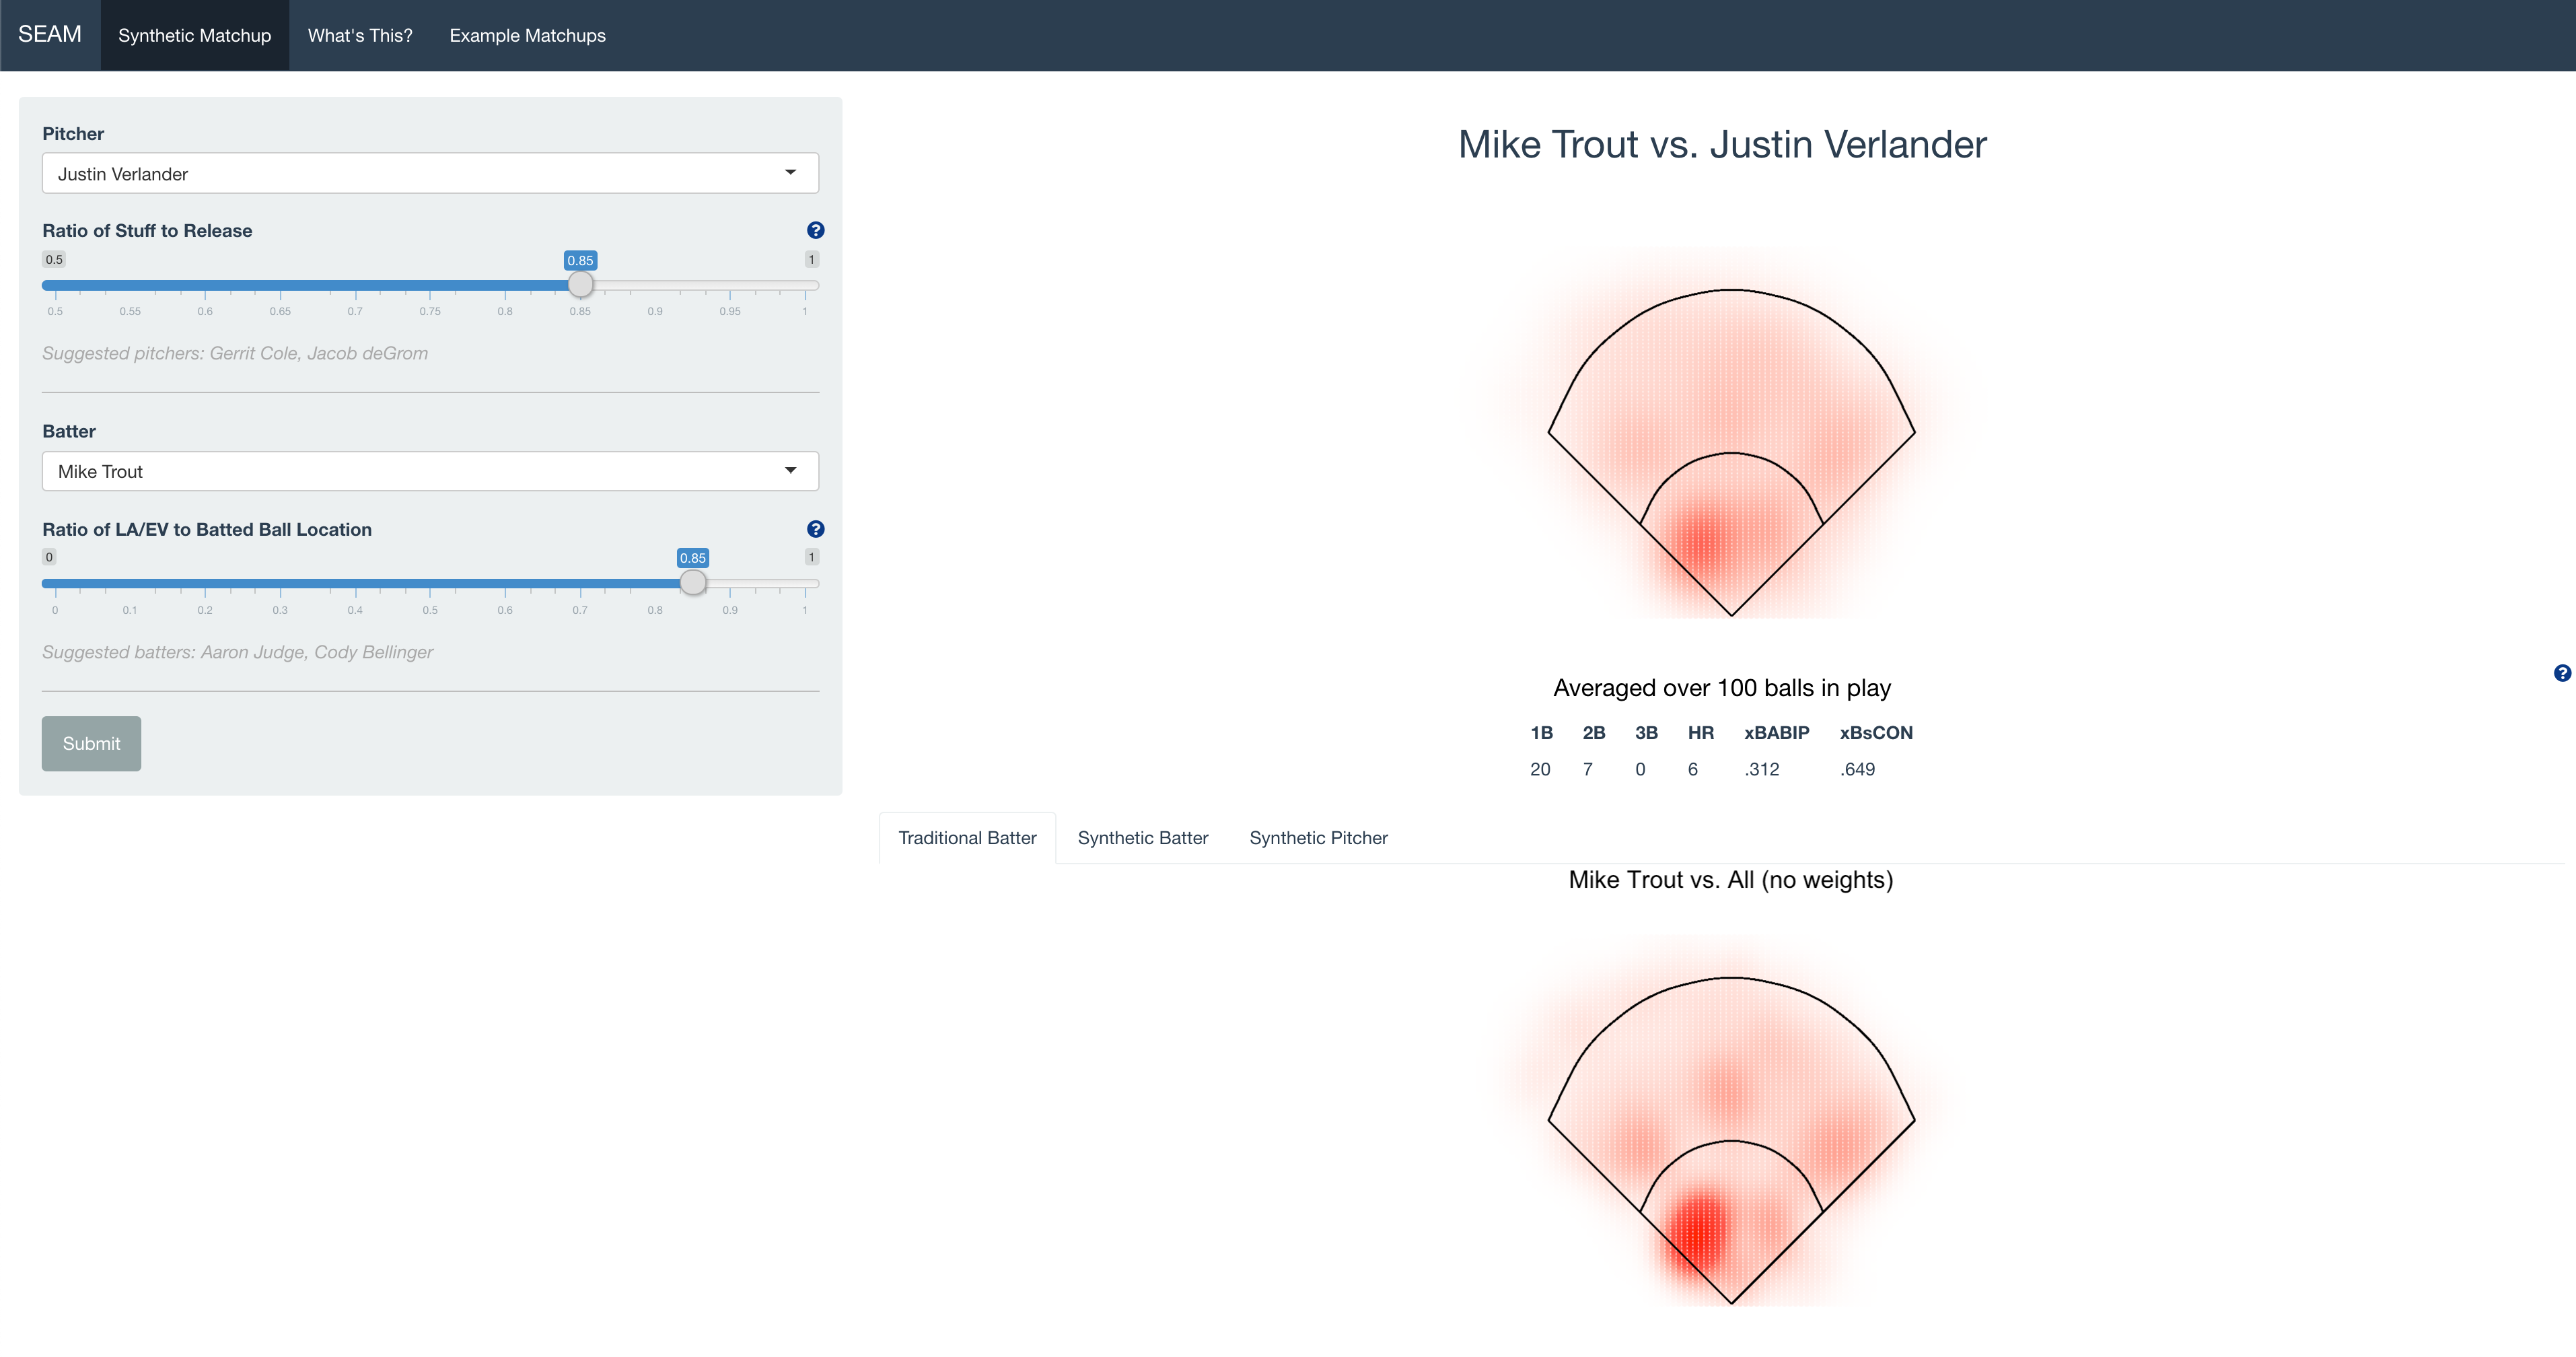 SEAM Synthetic Matchup What's This? Example Matchups
Pitcher
Justin Verlander
Ratio of Stuff to Release ?
0.5 0.85 1
0.5 0.55 0.6 0.65 0.7 0.75 0.8 0.85 0.9 0.95 1
Suggested pitchers: Gerrit Cole, Jacob deGrom
Batter
Mike Trout
Ratio of LA/EV to Batted Ball Location ?
0 0.85 1
0 0.1 0.2 0.3 0.4 0.5 0.6 0.7 0.8 0.9 1
Suggested batters: Aaron Judge, Cody Bellinger
Submit
Mike Trout vs. Justin Verlander
?
Averaged over 100 balls in play
1B 2B 3B HR xBABIP xBsCON
20 7 0 6 .312 .649
Traditional Batter Synthetic Batter Synthetic Pitcher
Mike Trout vs. All (no weights)